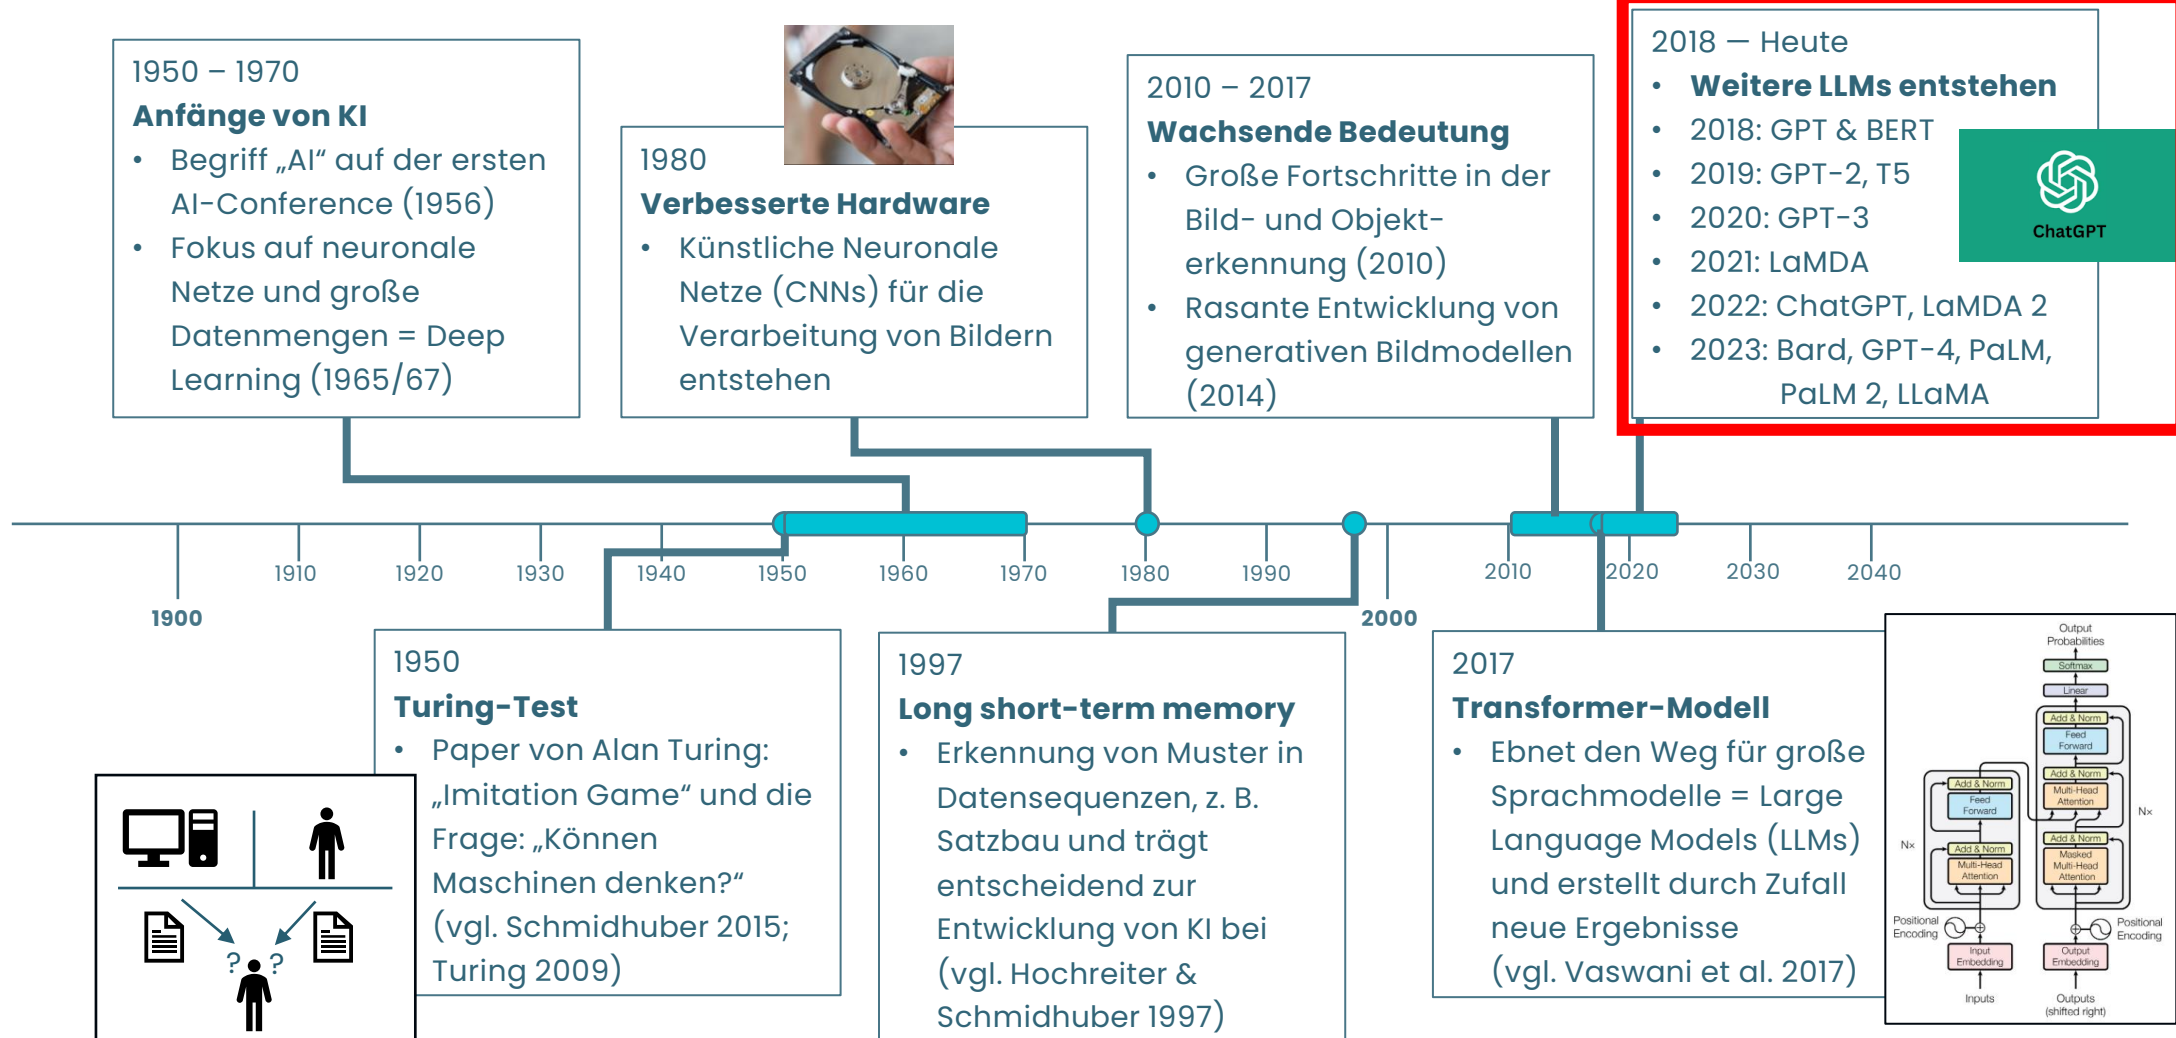 1950 – 1970
Anfänge von KI
• Begriff „AI“ auf der ersten
AI-Conference (1956)
• Fokus auf neuronale
Netze und große
Datenmengen = Deep
Learning (1965/67)
1980
Verbesserte Hardware
• Künstliche Neuronale
Netze (CNNs) für die
Verarbeitung von Bildern
entstehen
2010 – 2017
Wachsende Bedeutung
• Große Fortschritte in der
Bild- und Objekt-
erkennung (2010)
• Rasante Entwicklung von
generativen Bildmodellen
(2014)
2018 — Heute
• Weitere LLMs entstehen
• 2018: GPT & BERT
• 2019: GPT-2, T5
• 2020: GPT-3
• 2021: LaMDA
• 2022: ChatGPT, LaMDA 2
• 2023: Bard, GPT-4, PaLM,
PaLM 2, LLaMA
ChatGPT
1900
1910
1920
1930
1940
1950
1960
1970
1980
1990
2000
2010
2020
2030
2040
1950
Turing-Test
• Paper von Alan Turing:
„Imitation Game“ und die
Frage: „Können
Maschinen denken?“
(vgl. Schmidhuber 2015;
Turing 2009)
? ?
1997
Long short-term memory
• Erkennung von Muster in
Datensequenzen, z. B.
Satzbau und trägt
entscheidend zur
Entwicklung von KI bei
(vgl. Hochreiter &
Schmidhuber 1997)
2017
Transformer-Modell
• Ebnet den Weg für große
Sprachmodelle = Large
Language Models (LLMs)
und erstellt durch Zufall
neue Ergebnisse
(vgl. Vaswani et al. 2017)
Output
Probabilities
Softmax
Linear
Add & Norm
Feed
Forward
Add & Norm
Multi-Head
Attention
Add & Norm
Masked
Multi-Head
Attention
Nx
Add & Norm
Feed
Forward
Add & Norm
Multi-Head
Attention
Nx
Positional
Encoding
Positional
Encoding
Input
Embedding
Output
Embedding
Inputs
Outputs
(shifted right)